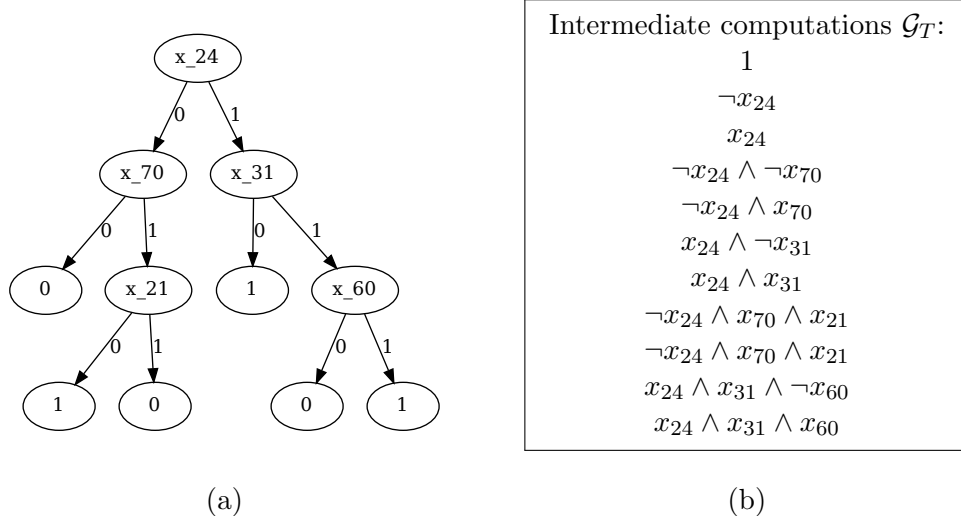 x_24
0 1
x_70 x_31
0 1 0 1
0 x_21 1 x_60
0 1 0 1
1 0 0 1
(a)
Intermediate computations 𝒢_T:
1
¬x_24
x_24
¬x_24 ∧ ¬x_70
¬x_24 ∧ x_70
x_24 ∧ ¬x_31
x_24 ∧ x_31
¬x_24 ∧ x_70 ∧ x_21
¬x_24 ∧ x_70 ∧ x_21
x_24 ∧ x_31 ∧ ¬x_60
x_24 ∧ x_31 ∧ x_60
(b)